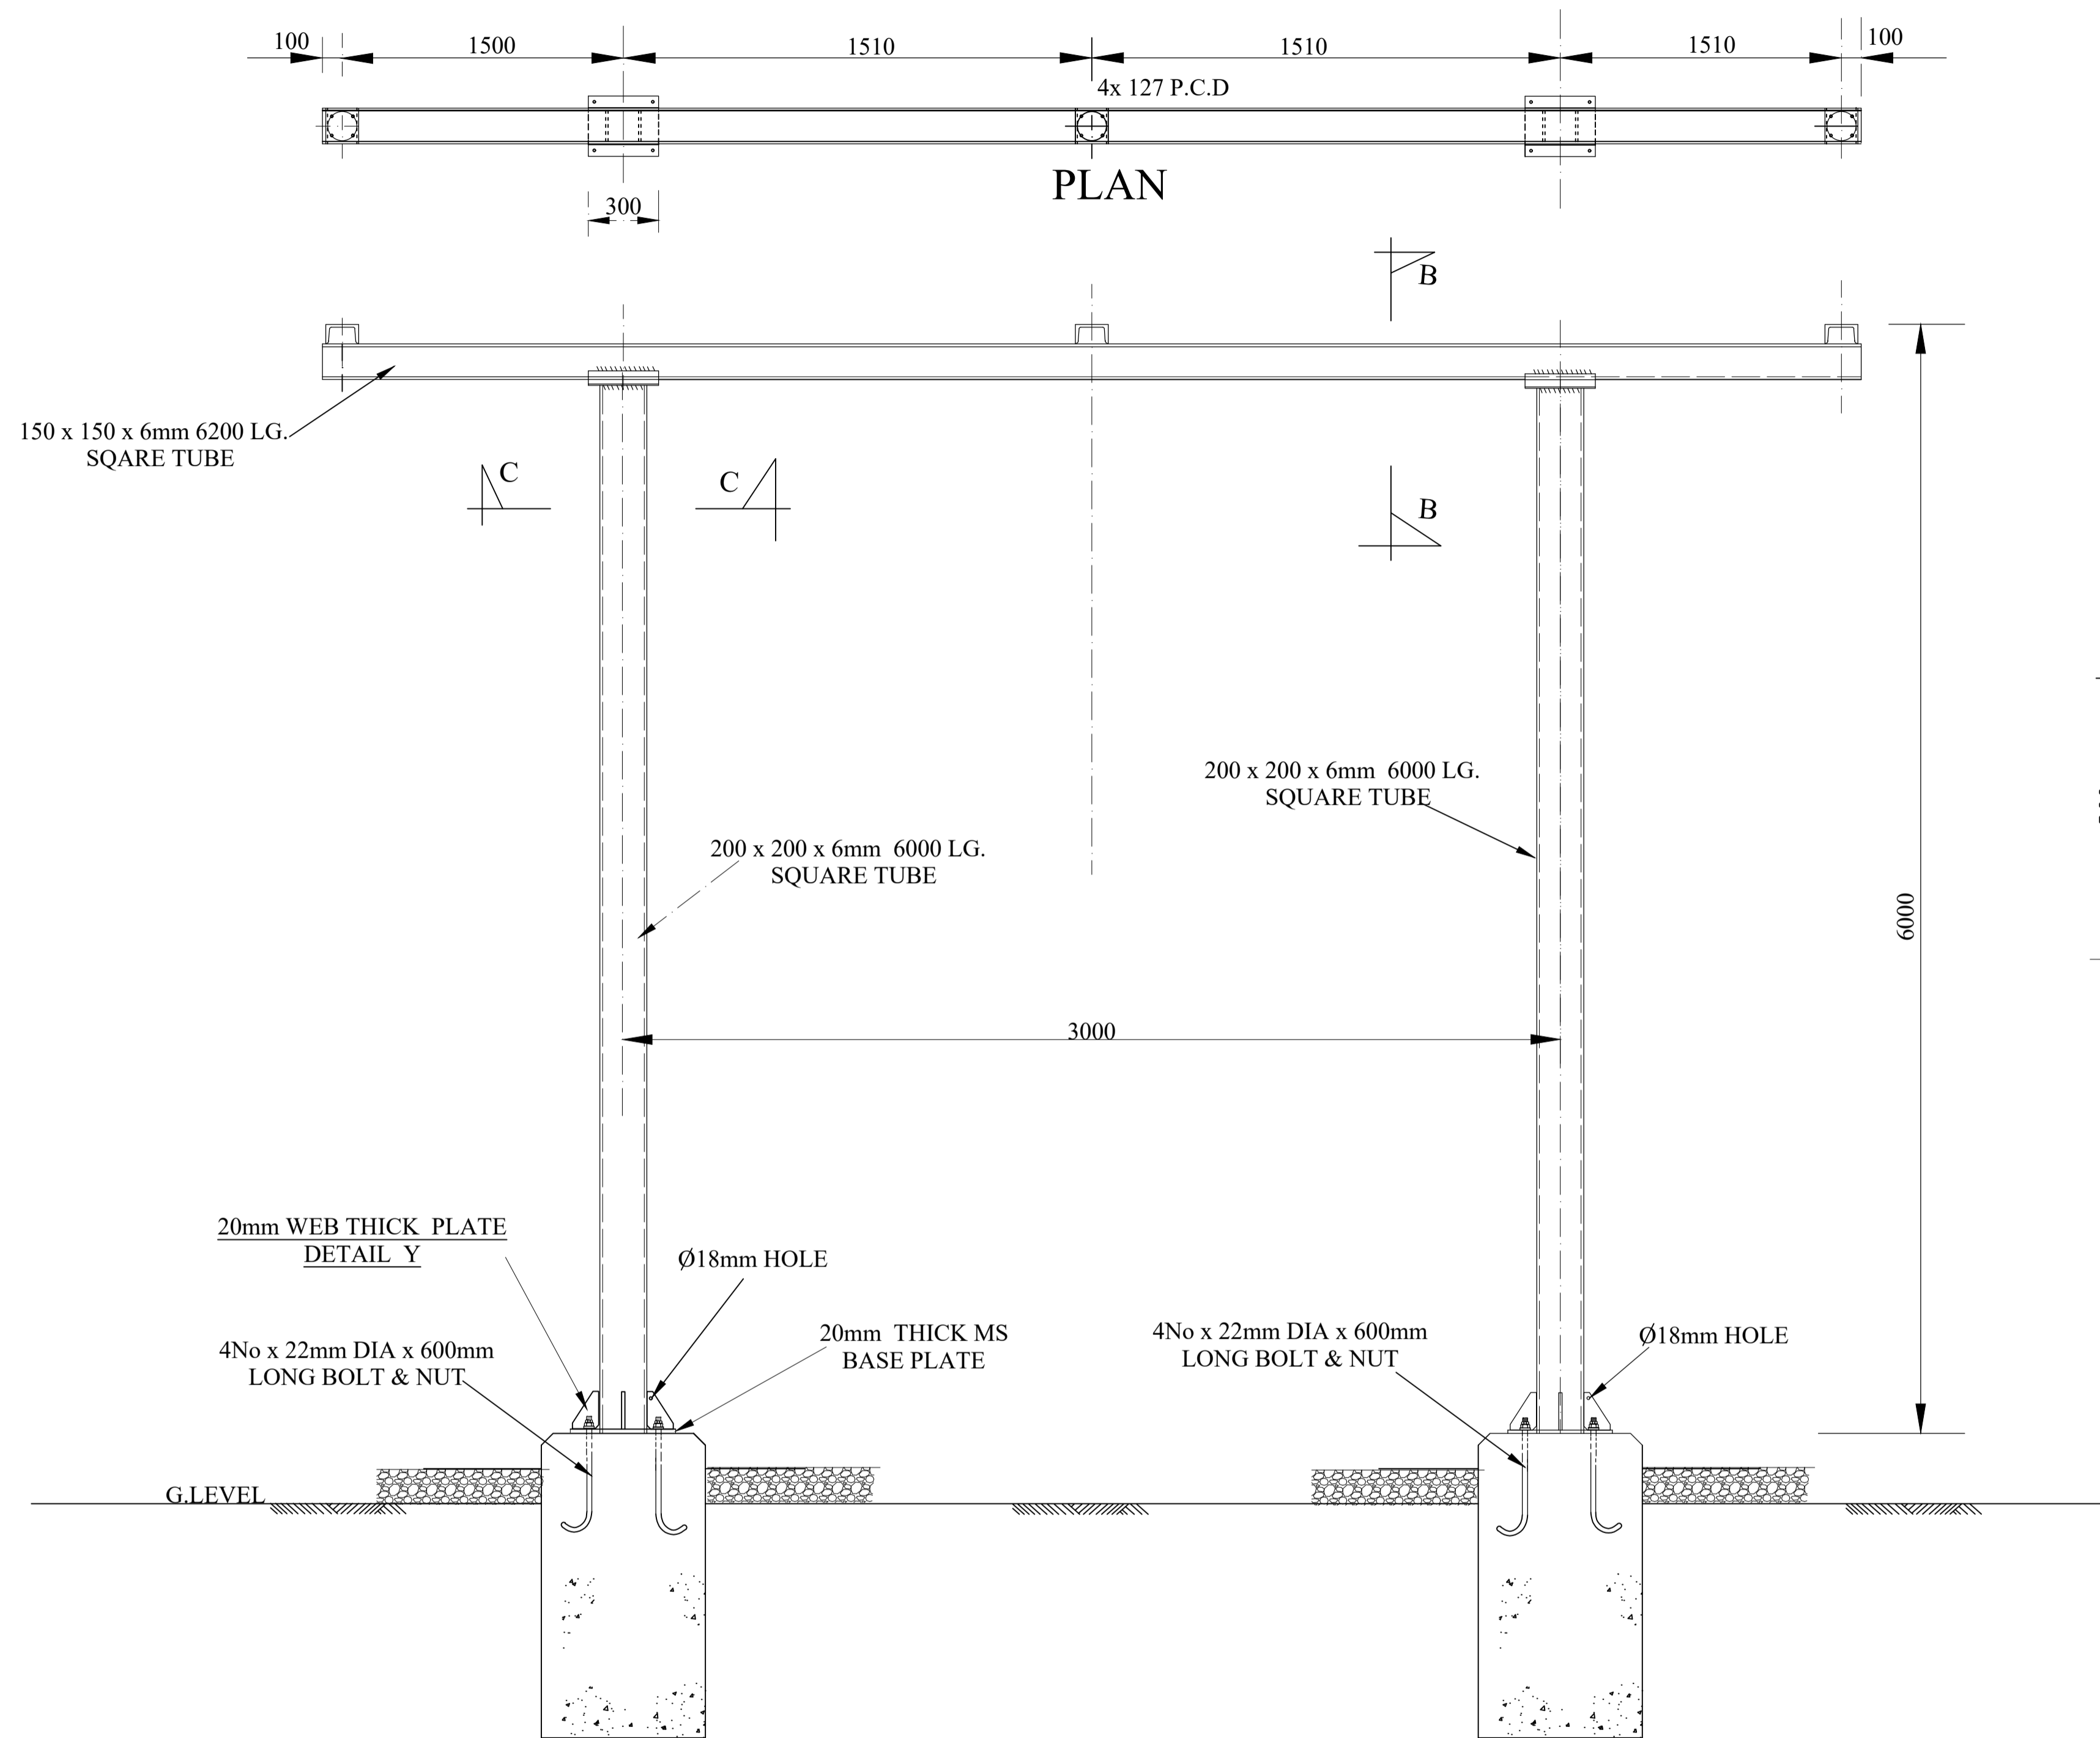 100
1500
1510
1510
1510
100
4x 127 P.C.D
PLAN
300
B
150 x 150 x 6mm 6200 LG.
SQARE TUBE
C
C
B
200 x 200 x 6mm 6000 LG.
SQUARE TUBE
200 x 200 x 6mm 6000 LG.
SQUARE TUBE
6000
3000
20mm WEB THICK PLATE
DETAIL Y
Ø18mm HOLE
4No x 22mm DIA x 600mm
LONG BOLT & NUT
20mm THICK MS
BASE PLATE
4No x 22mm DIA x 600mm
LONG BOLT & NUT
Ø18mm HOLE
G.LEVEL